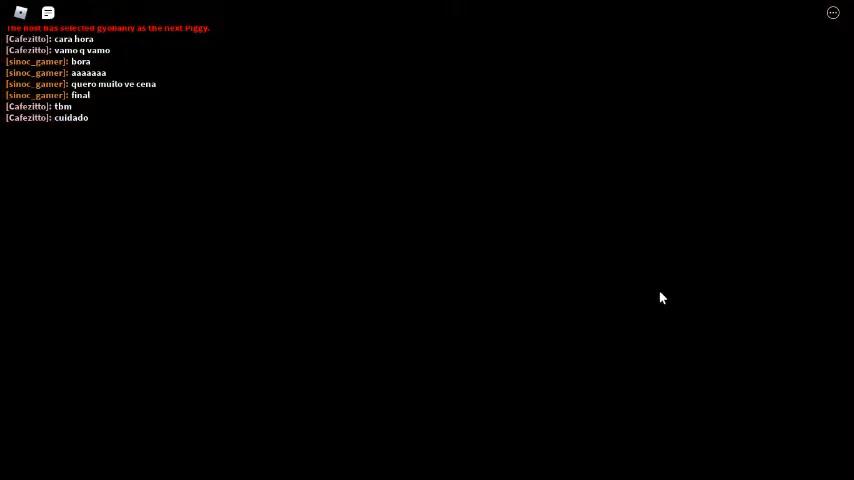 The host has selected gyollanry as the next Piggy.
[Cafezitto]: cara hora
[Cafezitto]: vamo q vamo
[sinoc_gamer]: bora
[sinoc_gamer]: aaaaaaa
[sinoc_gamer]: quero muito ve cena
[sinoc_gamer]: final
[Cafezitto]: tbm
[Cafezitto]: cuidado